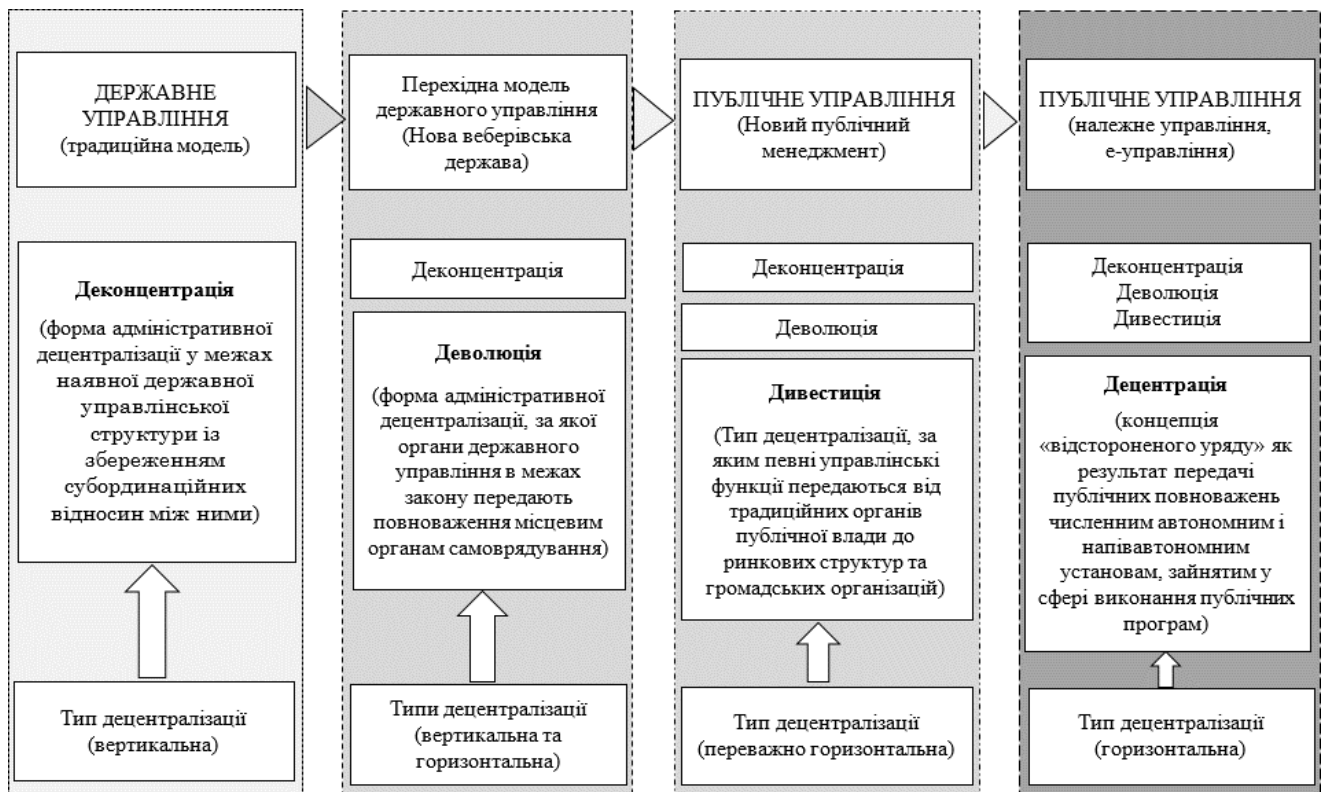 ДЕРЖАВНЕ
УПРАВЛІННЯ
(традиційна модель)
Деконцентрація
(форма адміністративної
децентралізації у межах
наявної державної
управлінської
структури із
збереженням
субординаційних
відносин між ними)
Тип децентралізації
(вертикальна)
Перехідна модель
державного управління
(Нова веберівська
держава)
Деконцентрація
Деволюція
(форма адміністративної
децентралізації, за якої
органи державного
управління в межах
закону передають
повноваження місцевим
органам самоврядування)
Типи децентралізації
(вертикальна та
горизонтальна)
ПУБЛІЧНЕ УПРАВЛІННЯ
(Новий публічний
менеджмент)
Деконцентрація
Деволюція
Дивестиція
(Тип децентралізації, за
яким певні управлінські
функції передаються від
традиційних органів
публічної влади до
ринкових структур та
громадських організацій)
Тип децентралізації
(переважно горизонтальна)
ПУБЛІЧНЕ УПРАВЛІННЯ
(належне управління,
е-управління)
Деконцентрація
Деволюція
Дивестиція
Децентрація
(концепція
«відстороненого уряду» як
результат передачі
публічних повноважень
численним автономним і
напівавтономним
установам, зайнятим у
сфері виконання публічних
програм)
Тип децентралізації
(горизонтальна)